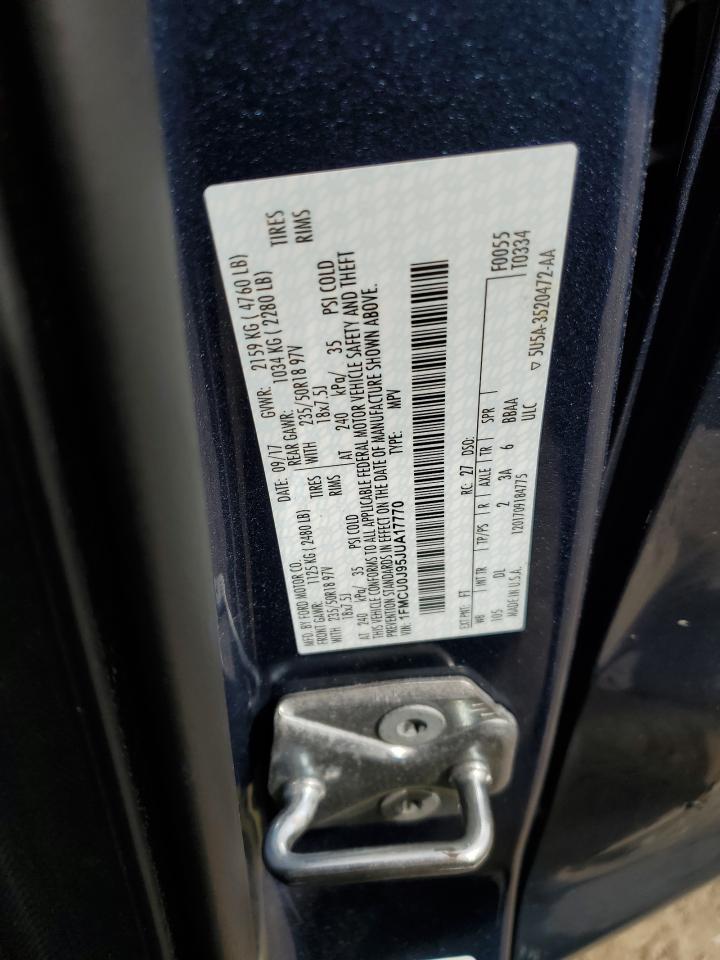 MFD. BY FORD MOTOR CO. DATE: 09/17 GVWR: 2159 KG ( 4760 LB)
FRONT GAWR: 1125 KG ( 2480 LB) REAR GAWR: 1034 KG ( 2280 LB)
WITH 235/50R18 97V TIRES WITH 235/50R18 97V TIRES
18x7.5J RIMS 18x7.5J RIMS
AT 240 kPa/ 35 PSI COLD AT 240 kPa/ 35 PSI COLD
THIS VEHICLE CONFORMS TO ALL APPLICABLE FEDERAL MOTOR VEHICLE SAFETY AND THEFT
PREVENTION STANDARDS IN EFFECT ON THE DATE OF MANUFACTURE SHOWN ABOVE.
VIN: 1FMCU0J95JUA17770 TYPE: MPV
F0055
T0334
EXT PNT: FT RC: 27 DSO:
WB INT TR TP/PS R AXLE TR SPR
105 DL 2 3A 6 BBAA
MADE IN U.S.A. 1201709184775 ULC
▽ 5U5A-3520472-AA